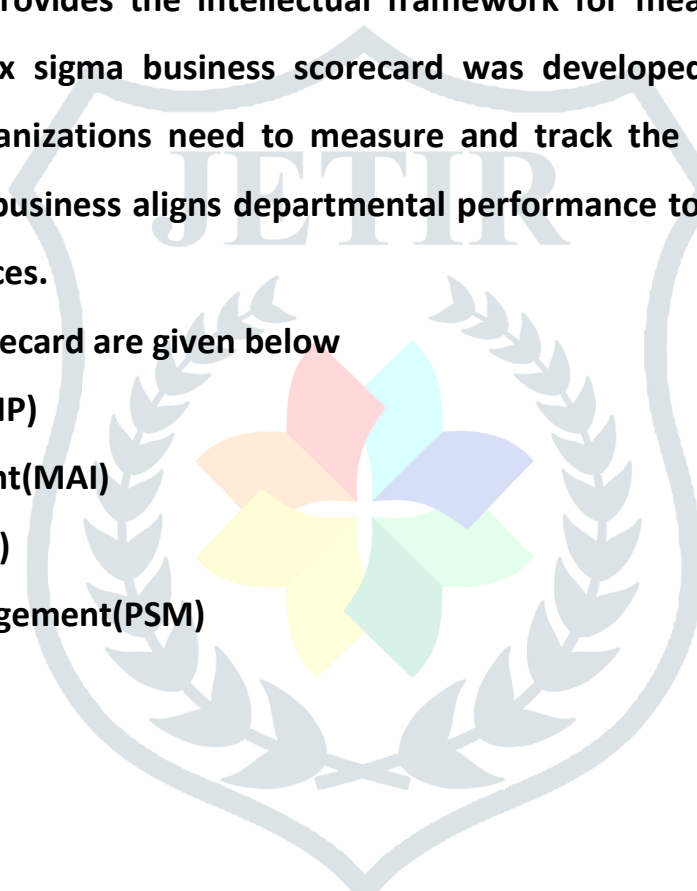 rovides the intellectual framework for mea
x sigma business scorecard was developed
anizations need to measure and track the
business aligns departmental performance to
ces.
JETIR
ecard are given below
IP)
nt(MAI)
)
gement(PSM)